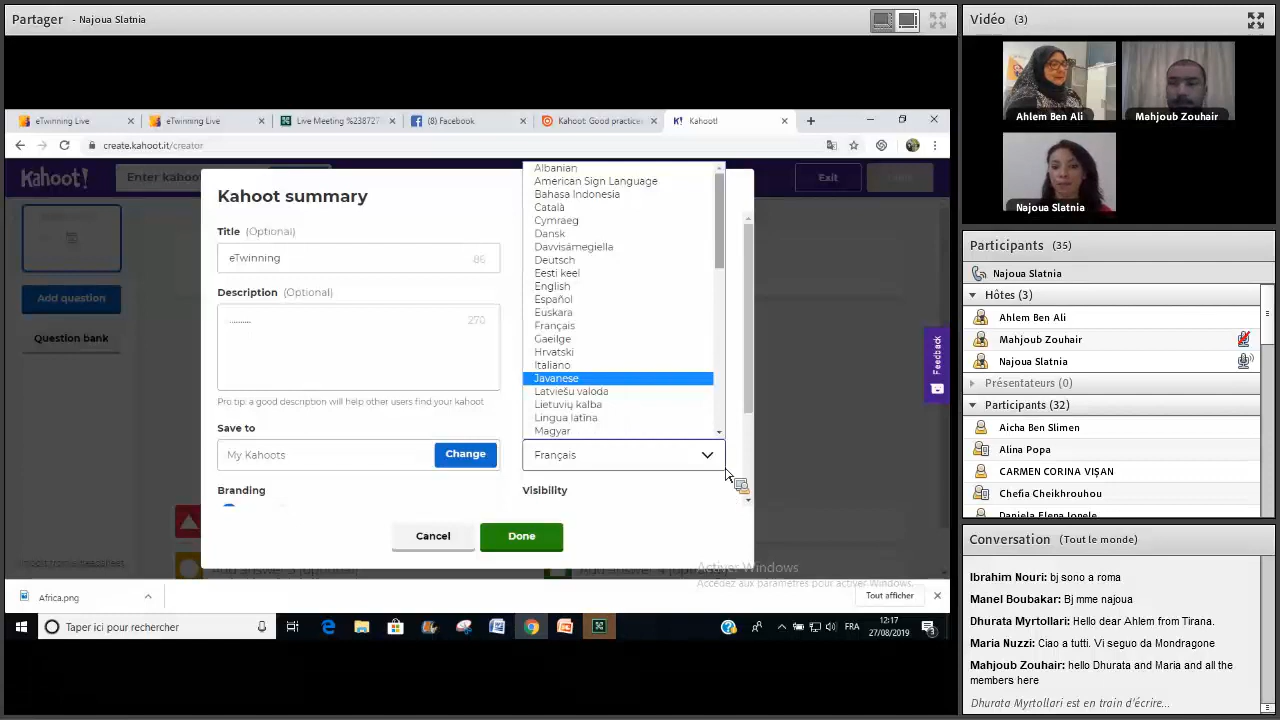 Partager - Najoua Slatnia
eTwinning Live
eTwinning Live
Live Meeting %238727
(8) Facebook
Kahoot: Good practice
Kahoot!
create.kahoot.it/creator
Kahoot!
Enter kahoo
Exit
Add question
Question bank
Kahoot summary
Title (Optional)
eTwinning
86
Description (Optional)
..........
270
Pro tip: a good description will help other users find your kahoot
Save to
My Kahoots
Change
Branding
Albanian
American Sign Language
Bahasa Indonesia
Català
Cymraeg
Dansk
Davvisámegiella
Deutsch
Eesti keel
English
Español
Euskara
Français
Gaeilge
Hrvatski
Italiano
Javanese
Latviešu valoda
Lietuvių kalba
Lingua latīna
Magyar
Français
Visibility
Cancel
Done
Feedback
Activer Windows
Accédez aux paramètres pour activer Windows.
Africa.png
Tout afficher
Taper ici pour rechercher
FRA
12:17
27/08/2019
3
Vidéo (3)
Ahlem Ben Ali
Mahjoub Zouhair
Najoua Slatnia
Participants (35)
Najoua Slatnia
Hôtes (3)
Ahlem Ben Ali
Mahjoub Zouhair
Najoua Slatnia
Présentateurs (0)
Participants (32)
Aicha Ben Slimen
Alina Popa
CARMEN CORINA VIŞAN
Chefia Cheikhrouhou
Daniela Elena Ionele
Conversation (Tout le monde)
Ibrahim Nouri: bj sono a roma
Manel Boubakar: Bj mme najoua
Dhurata Myrtollari: Hello dear Ahlem from Tirana.
Maria Nuzzi: Ciao a tutti. Vi seguo da Mondragone
Mahjoub Zouhair: hello Dhurata and Maria and all the
members here
Dhurata Myrtollari est en train d'écrire...